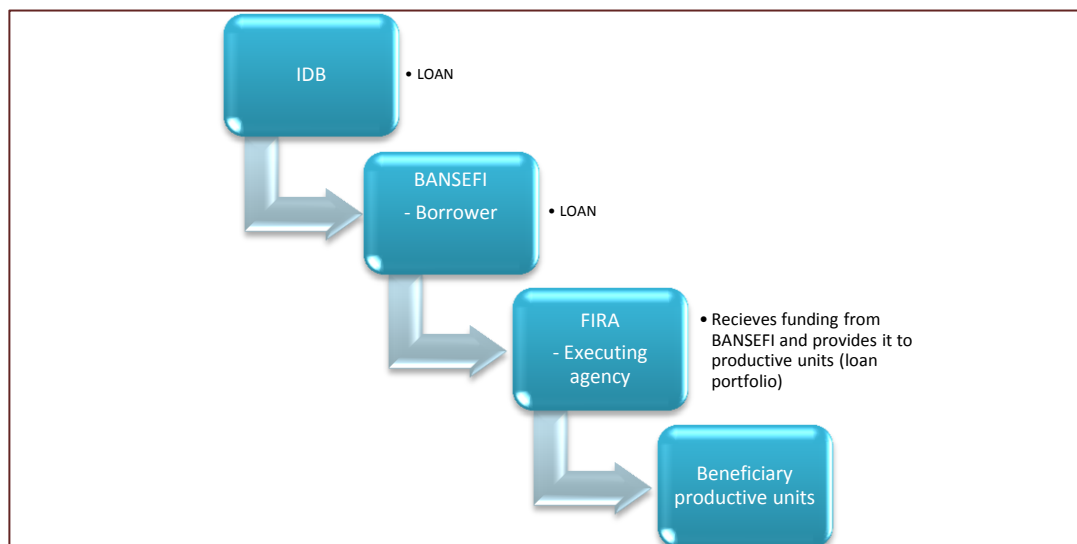 IDB
• LOAN
BANSEFI
- Borrower
• LOAN
FIRA
- Executing
agency
• Recieves funding from
BANSEFI and provides it to
productive units (loan
portfolio)
Beneficiary
productive units